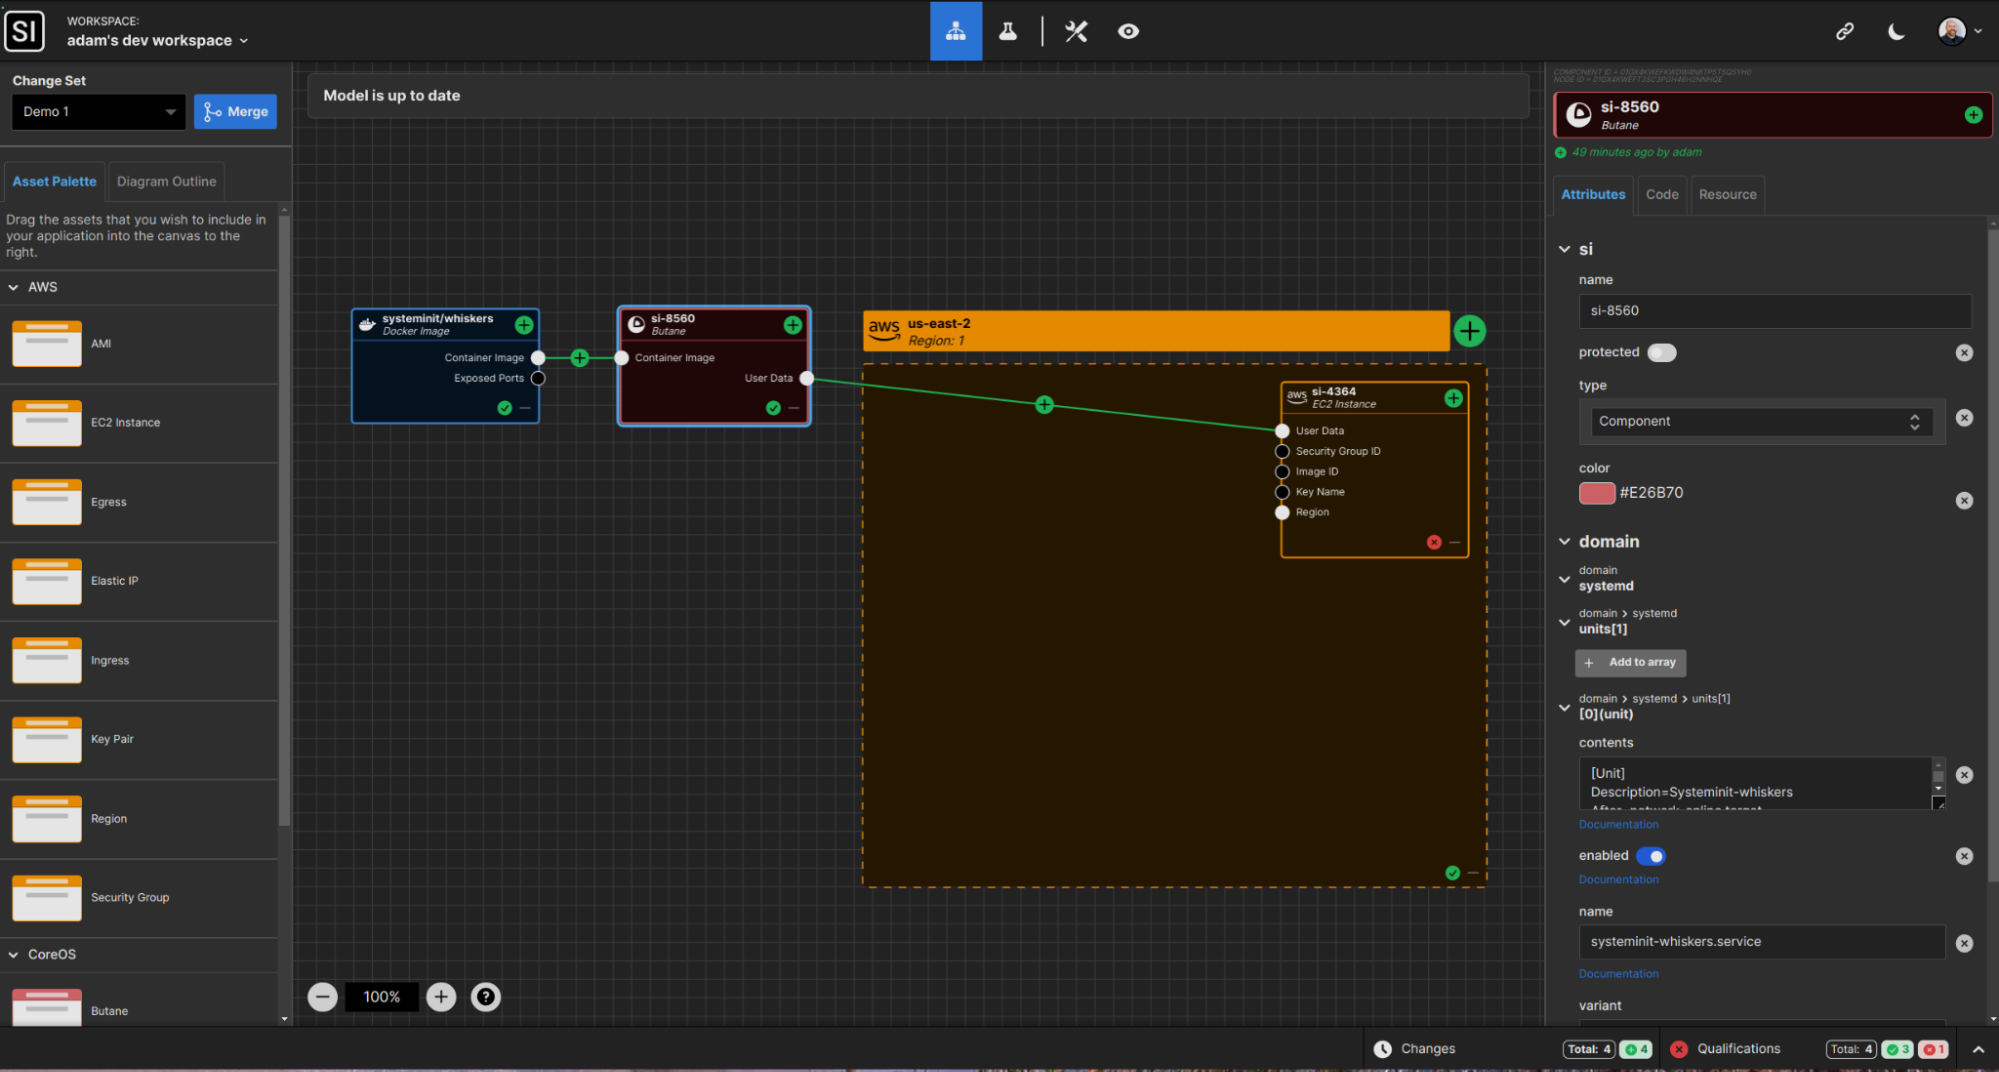 SI
WORKSPACE:
adam's dev workspace
Change Set
Demo 1
Merge
Asset Palette
Diagram Outline
Drag the assets that you wish to include in
your application into the canvas to the
right.
AWS
AMI
EC2 Instance
Egress
Elastic IP
Ingress
Key Pair
Region
Security Group
CoreOS
Butane
Model is up to date
systeminit/whiskers
Docker Image
Container Image
Exposed Ports
si-8560
Butane
Container Image
User Data
aws
us-east-2
Region: 1
aws
si-4364
EC2 Instance
User Data
Security Group ID
Image ID
Key Name
Region
100%
si-8560
Butane
49 minutes ago by adam
Attributes
Code
Resource
si
name
si-8560
protected
type
Component
color
#E26B70
domain
domain
systemd
domain > systemd
units[1]
+ Add to array
domain > systemd > units[1]
[0](unit)
contents
[Unit]
Description=Systeminit-whiskers
Documentation
enabled
Documentation
name
systeminit-whiskers.service
Documentation
variant
Changes
Total: 4
4
Qualifications
Total: 4
3
1